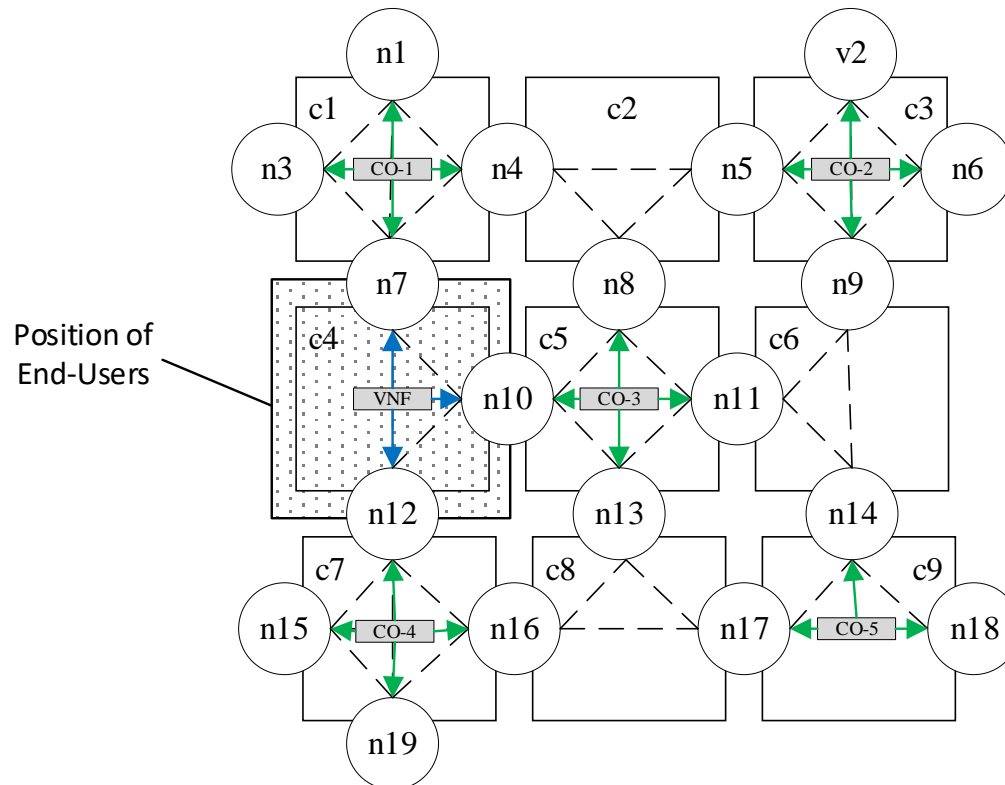 n1
v2
c1
c2
c3
n3
CO-1
n4
n5
CO-2
n6
n7
n8
n9
Position of
End-Users
c4
c5
c6
VNF
n10
CO-3
n11
n12
n13
n14
c7
c8
c9
n15
CO-4
n16
n17
CO-5
n18
n19